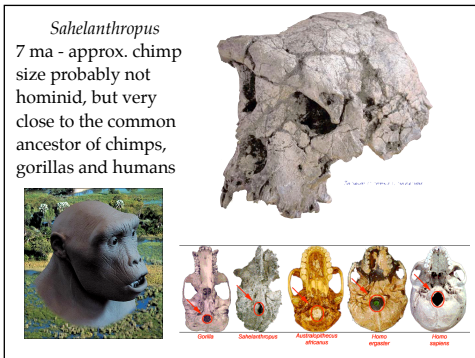 Sahelanthropus
7 ma - approx. chimp
size probably not
hominid, but very
close to the common
ancestor of chimps,
gorillas and humans
Gorilla
Sahelanthropus
Australopithecus
africanus
Homo
ergaster
Homo
sapiens